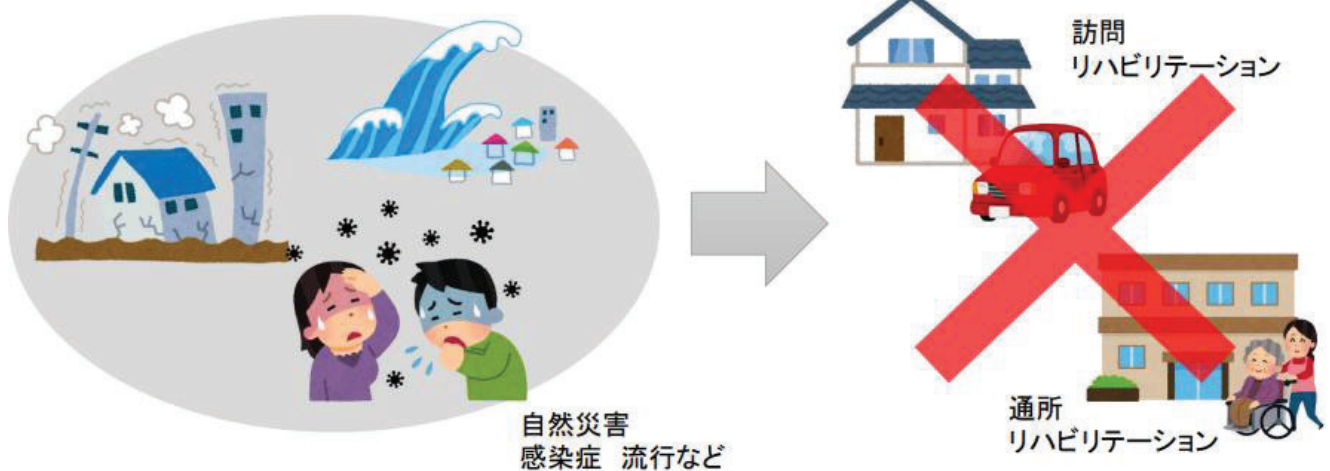 自然災害
感染症　流行など
訪問
リハビリテーション
通所
リハビリテーション